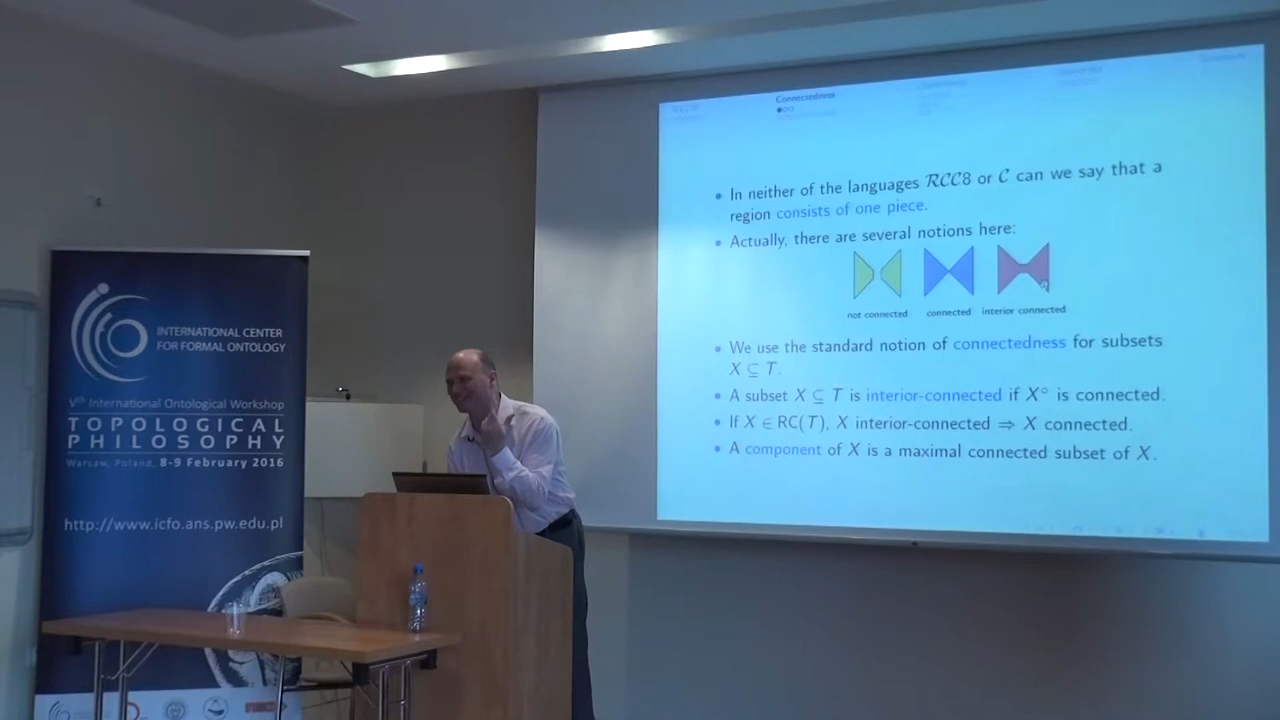 INTERNATIONAL CENTER
FOR FORMAL ONTOLOGY
Vth International Ontological Workshop
TOPOLOGICAL
PHILOSOPHY
Warsaw, Poland, 8-9 February 2016
http://www.icfo.ans.pw.edu.pl
Connectedness
• In neither of the languages RCC8 or C can we say that a
region consists of one piece.
• Actually, there are several notions here:
not connected connected interior connected
• We use the standard notion of connectedness for subsets
X ⊆ T.
• A subset X ⊆ T is interior-connected if X° is connected.
• If X ∈ RC(T), X interior-connected ⇒ X connected.
• A component of X is a maximal connected subset of X.